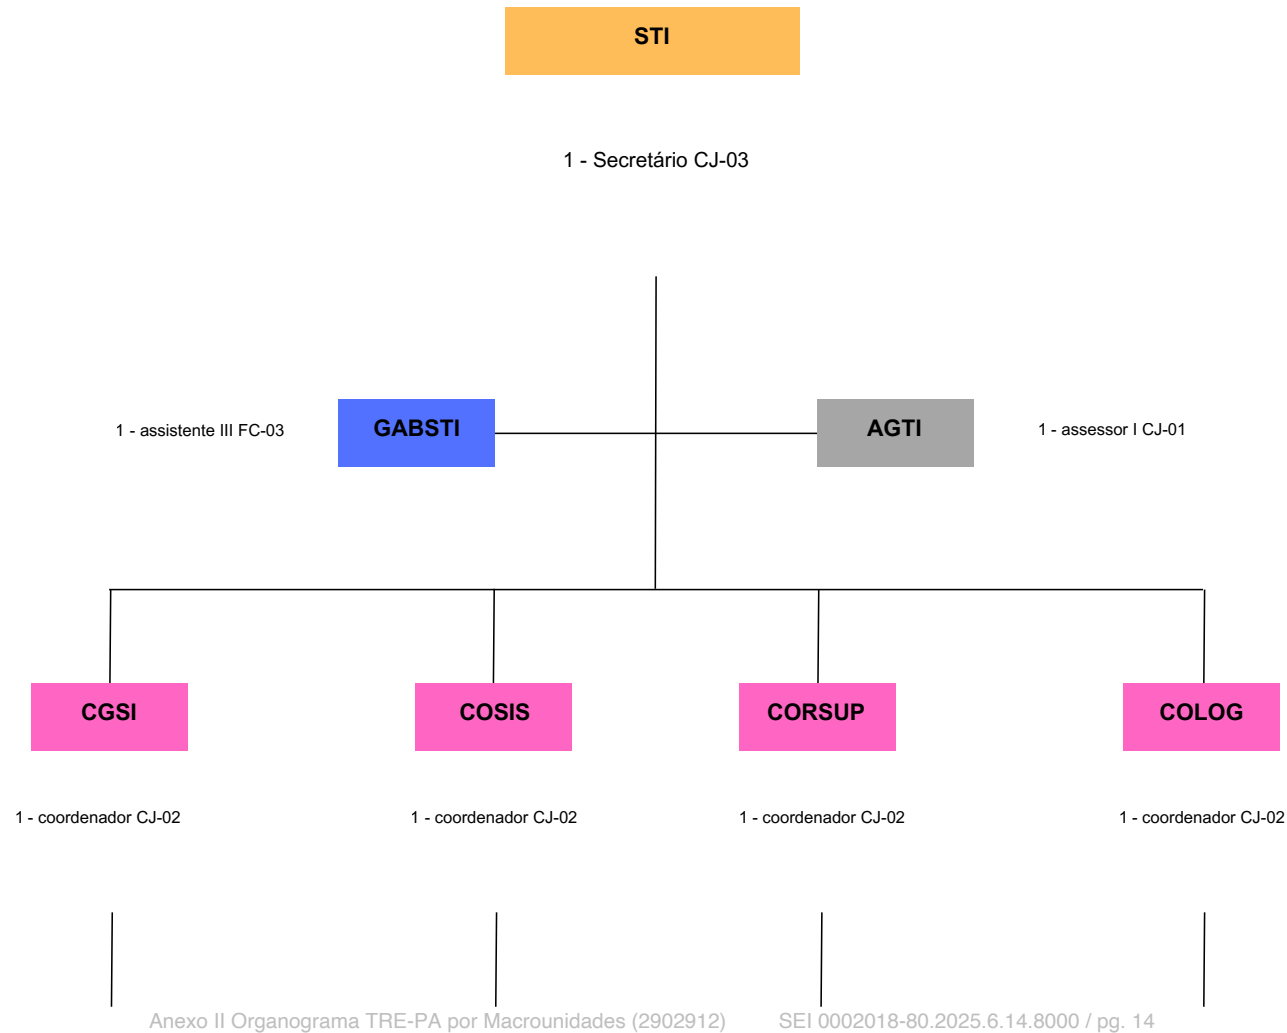 STI
1 - Secretário CJ-03
1 - assistente III FC-03
GABSTI
AGTI
1 - assessor I CJ-01
CGSI
COSIS
CORSUP
COLOG
1 - coordenador CJ-02
1 - coordenador CJ-02
1 - coordenador CJ-02
1 - coordenador CJ-02
Anexo II Organograma TRE-PA por Macrounidades (2902912) SEI 0002018-80.2025.6.14.8000 / pg. 14